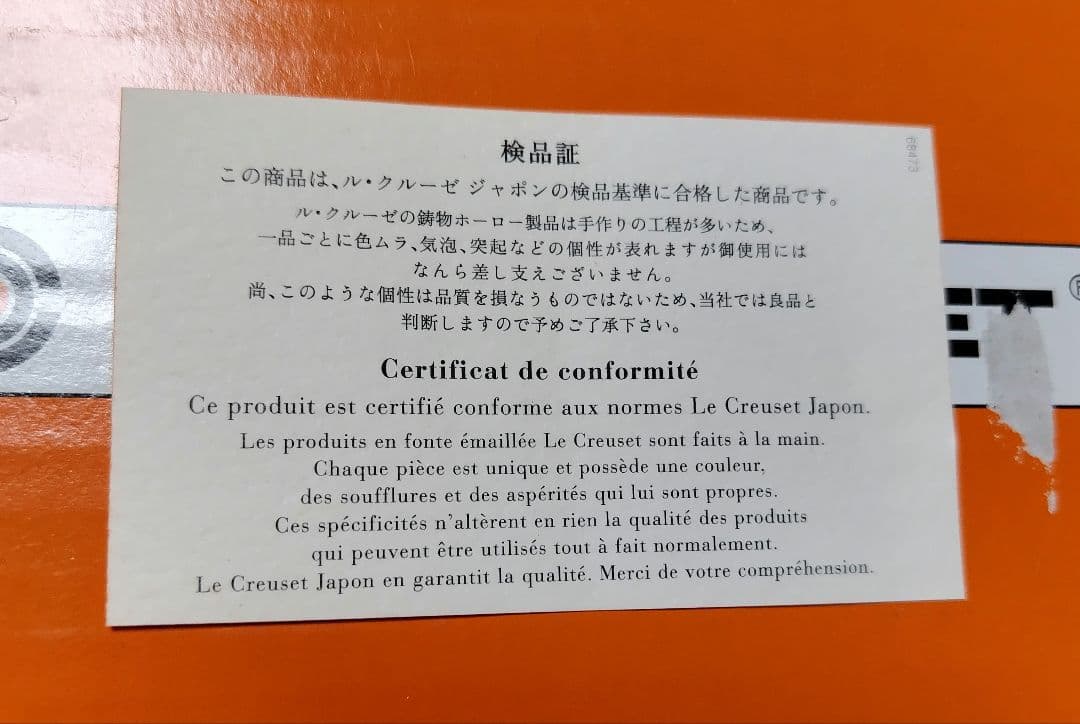 検品証
この商品は、ル・クルーゼ ジャポンの検品基準に合格した商品です。
ル・クルーゼの鋳物ホーロー製品は手作りの工程が多いため、
一品ごとに色ムラ、気泡、突起などの個性が表れますが御使用には
なんら差し支えございません。
尚、このような個性は品質を損なうものではないため、当社では良品と
判断しますので予めご了承下さい。
Certificat de conformité
Ce produit est certifié conforme aux normes Le Creuset Japon.
Les produits en fonte émaillée Le Creuset sont faits à la main.
Chaque pièce est unique et possède une couleur,
des soufflures et des aspérités qui lui sont propres.
Ces spécificités n'altèrent en rien la qualité des produits
qui peuvent être utilisés tout à fait normalement.
Le Creuset Japon en garantit la qualité. Merci de votre compréhension.
68473
ET